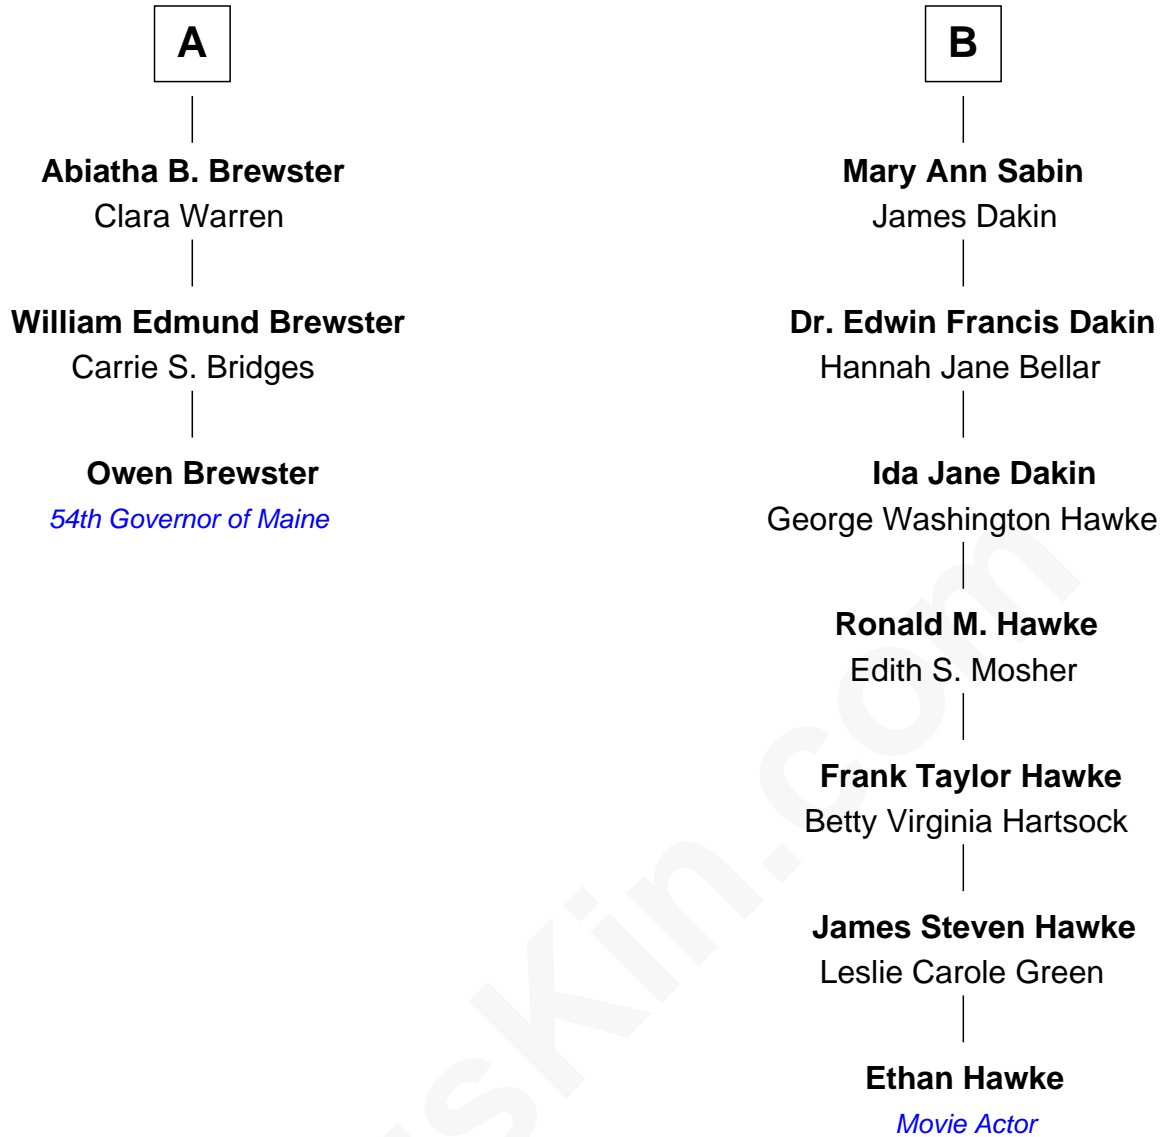 A
Abiatha B. Brewster
Clara Warren
William Edmund Brewster
Carrie S. Bridges
Owen Brewster
54th Governor of Maine
B
Mary Ann Sabin
James Dakin
Dr. Edwin Francis Dakin
Hannah Jane Bellar
Ida Jane Dakin
George Washington Hawke
Ronald M. Hawke
Edith S. Mosher
Frank Taylor Hawke
Betty Virginia Hartsock
James Steven Hawke
Leslie Carole Green
Ethan Hawke
Movie Actor
usKin.com